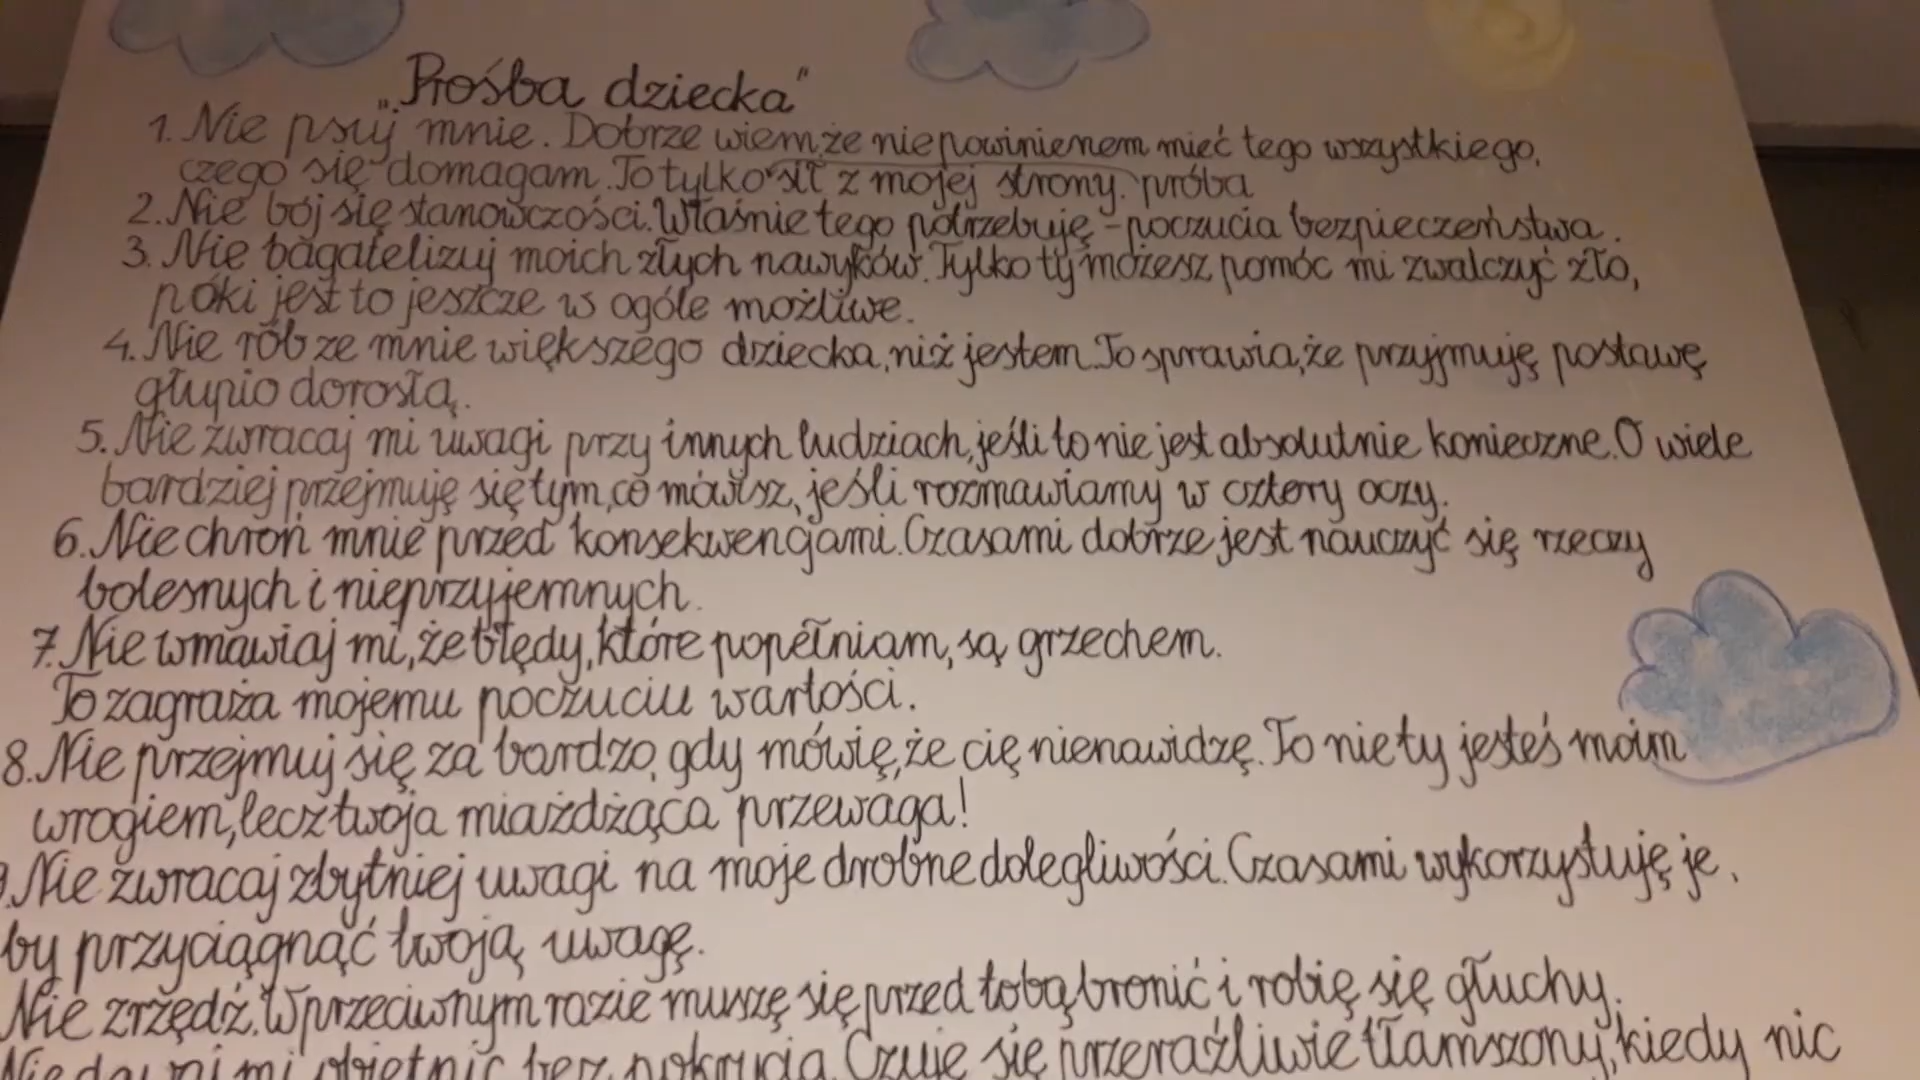 „Prośba dziecka"
1. Nie psuj mnie. Dobrze wiem, że nie powinienem mieć tego wszystkiego,
czego się domagam. To tylko sił z mojej strony. próba
2. Nie bój się stanowczości. Właśnie tego potrzebuję - poczucia bezpieczeństwa.
3. Nie bagatelizuj moich złych nawyków. Tylko ty możesz pomóc mi zwalczyć zło,
póki jest to jeszcze w ogóle możliwe.
4. Nie rób ze mnie większego dziecka, niż jestem. To sprawia, że przyjmuję postawę
głupio dorosłą.
5. Nie zwracaj mi uwagi przy innych ludziach, jeśli to nie jest absolutnie konieczne. O wiele
bardziej przejmuję się tym, co mówisz, jeśli rozmawiamy w cztery oczy.
6. Nie chroń mnie przed konsekwencjami. Czasami dobrze jest nauczyć się rzeczy
bolesnych i nieprzyjemnych.
7. Nie wmawiaj mi, że błędy, które popełniam, są grzechem.
To zagraża mojemu poczuciu wartości.
8. Nie przejmuj się za bardzo, gdy mówię, że cię nienawidzę. To nie ty jesteś moim
wrogiem, lecz twoja miażdżąca przewaga!
9. Nie zwracaj zbytniej uwagi na moje drobne dolegliwości. Czasami wykorzystuję je,
by przyciągnąć twoją uwagę.
Nie zrzędź. W przeciwnym razie muszę się przed tobą bronić i robię się głuchy.
Nie dawaj mi obietnic bez pokrycia. Czuję się przeraźliwie tłamszony, kiedy nic